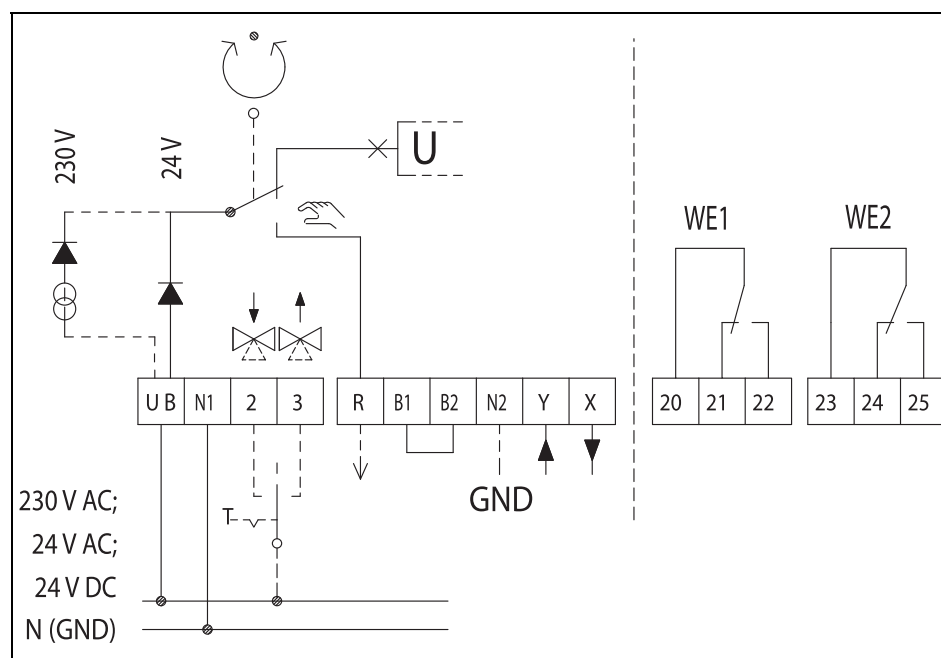 230 V
24 V
U
WE1
WE2
U B N1 2 3
R B1 B2 N2 Y X
20 21 22
23 24 25
GND
T
230 V AC;
24 V AC;
24 V DC
N (GND)